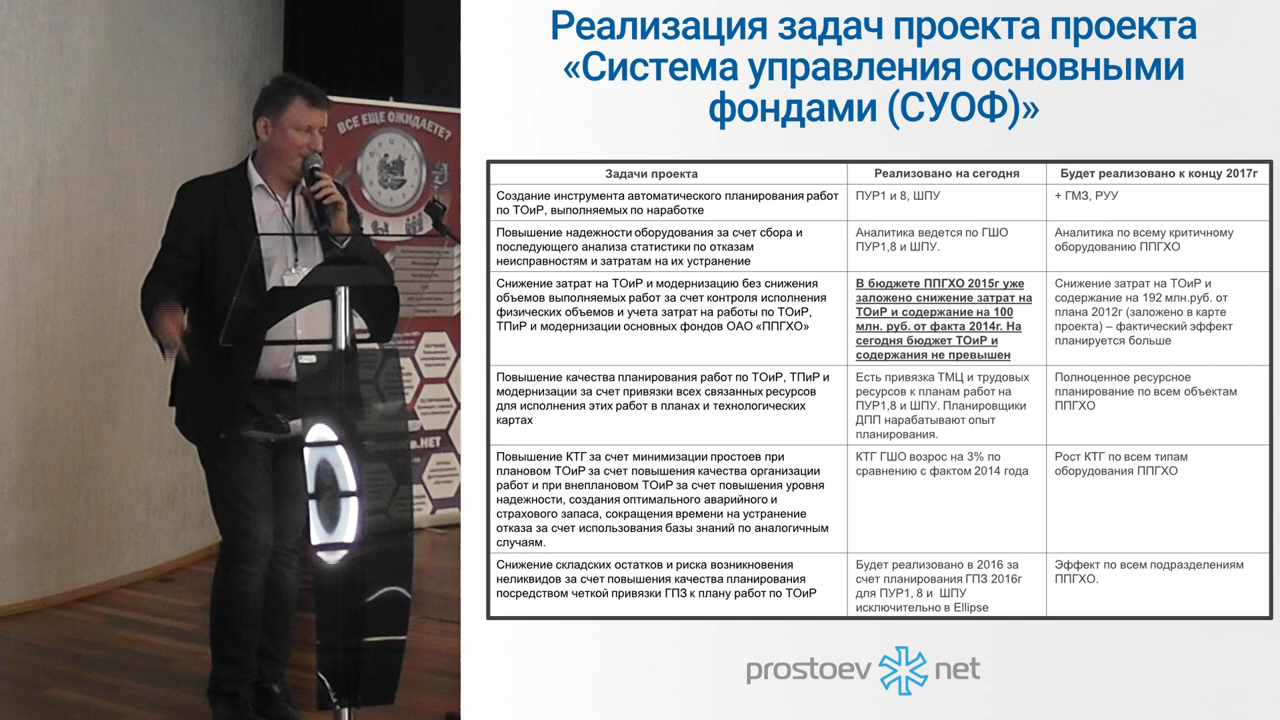 Реализация задач проекта проекта
«Система управления основными
фондами (СУОФ)»
ВСЕ ЕЩЕ ОЖИДАЕТЕ?
Задачи проекта
Реализовано на сегодня
Будет реализовано к концу 2017г
Создание инструмента автоматического планирования работ
по ТОиР, выполняемых по наработке
ПУР1 и 8, ШПУ
+ ГМЗ, РУУ
Повышение надежности оборудования за счет сбора и
последующего анализа статистики по отказам
неисправностям и затратам на их устранение
Аналитика ведется по ГШО
ПУР1,8 и ШПУ.
Аналитика по всему критичному
оборудованию ППГХО
Снижение затрат на ТОиР и модернизацию без снижения
объемов выполняемых работ за счет контроля исполнения
физических объемов и учета затрат на работы по ТОиР,
ТПиР и модернизации основных фондов ОАО «ППГХО»
В бюджете ППГХО 2015г уже
заложено снижение затрат на
ТОиР и содержание на 100
млн. руб. от факта 2014г. На
сегодня бюджет ТОиР и
содержания не превышен
Снижение затрат на ТОиР и
содержание на 192 млн.руб. от
плана 2012г (заложено в карте
проекта) – фактический эффект
планируется больше
Повышение качества планирования работ по ТОиР, ТПиР и
модернизации за счет привязки всех связанных ресурсов
для исполнения этих работ в планах и технологических
картах
Есть привязка ТМЦ и трудовых
ресурсов к планам работ на
ПУР1,8 и ШПУ. Планировщики
ДПП нарабатывают опыт
планирования.
Полноценное ресурсное
планирование по всем объектам
ППГХО
Повышение КТГ за счет минимизации простоев при
плановом ТОиР за счет повышения качества организации
работ и при внеплановом ТОиР за счет повышения уровня
надежности, создания оптимального аварийного и
страхового запаса, сокращения времени на устранение
отказа за счет использования базы знаний по аналогичным
случаям.
КТГ ГШО возрос на 3% по
сравнению с фактом 2014 года
Рост КТГ по всем типам
оборудования ППГХО
Снижение складских остатков и риска возникновения
неликвидов за счет повышения качества планирования
посредством четкой привязки ГПЗ к плану работ по ТОиР
Будет реализовано в 2016 за
счет планирования ГПЗ 2016г
для ПУР1, 8 и ШПУ
исключительно в Ellipse
Эффект по всем подразделениям
ППГХО.
prostoev net